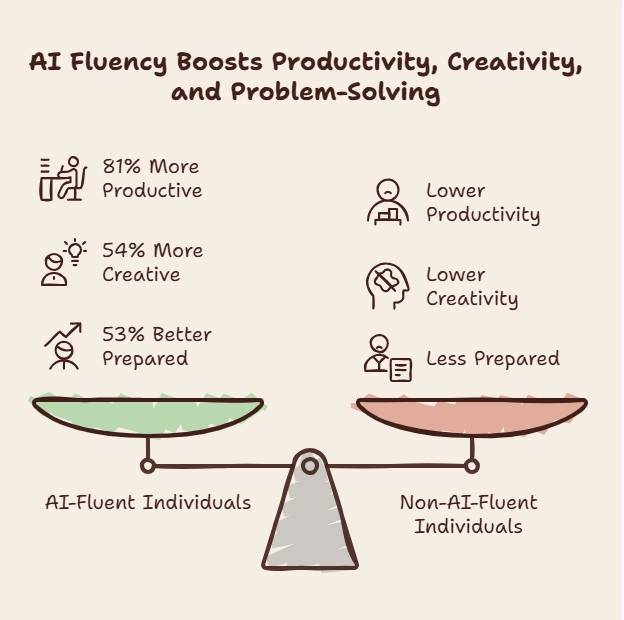 AI Fluency Boosts Productivity, Creativity,
and Problem-Solving
81% More
Productive
54% More
Creative
53% Better
Prepared
Lower
Productivity
Lower
Creativity
Less Prepared
AI-Fluent Individuals
Non-AI-Fluent
Individuals